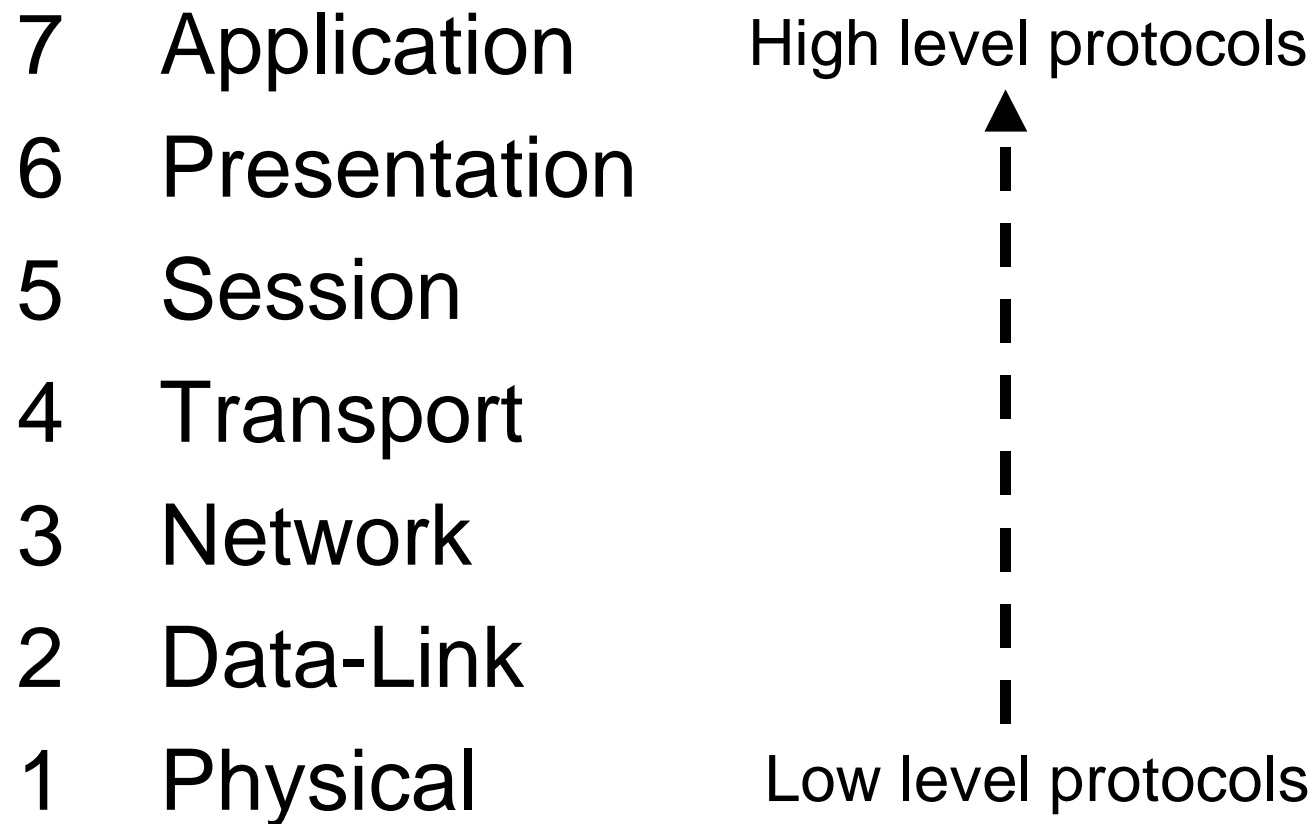 7 Application High level protocols
6 Presentation
5 Session
4 Transport
3 Network
2 Data-Link
1 Physical Low level protocols